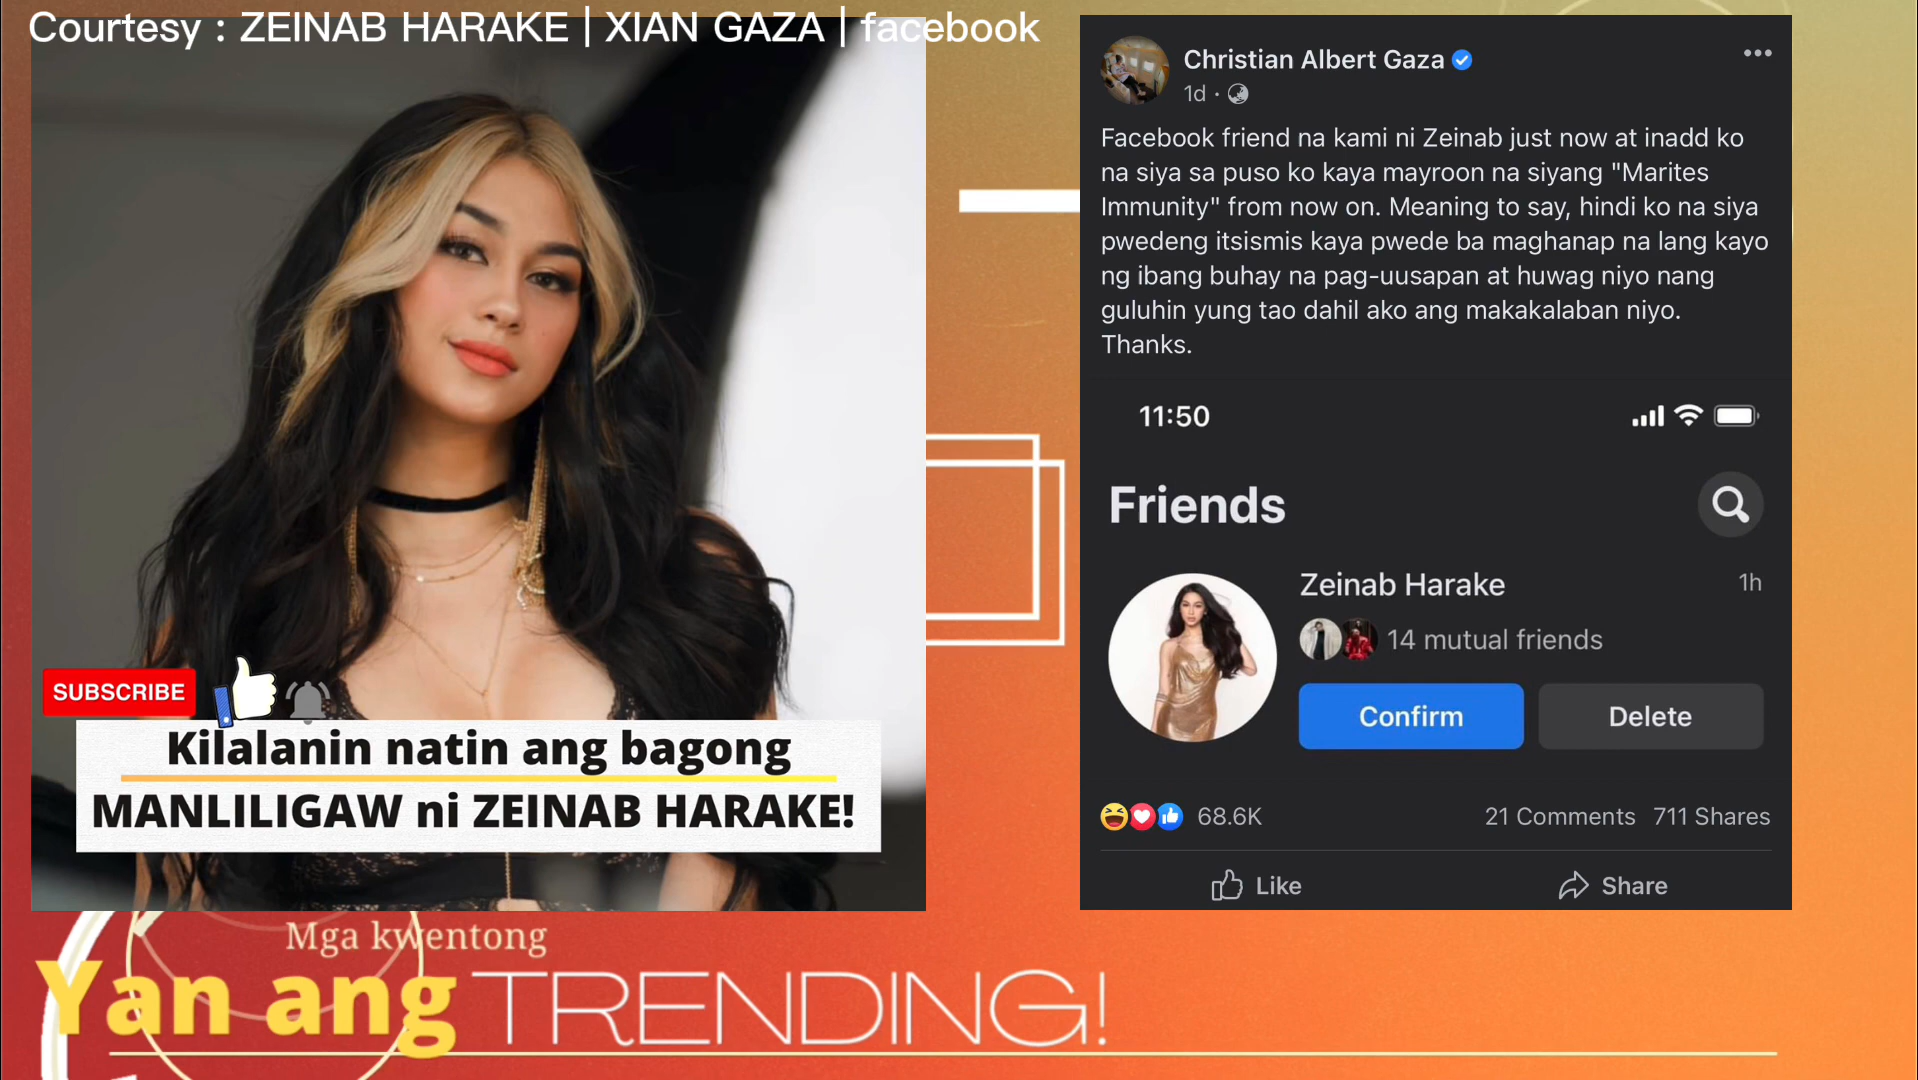 Courtesy : ZEINAB HARAKE | XIAN GAZA | facebook
SUBSCRIBE
Kilalanin natin ang bagong
MANLILIGAW ni ZEINAB HARAKE!
Christian Albert Gaza
1d ·
Facebook friend na kami ni Zeinab just now at inadd ko
na siya sa puso ko kaya mayroon na siyang "Marites
Immunity" from now on. Meaning to say, hindi ko na siya
pwedeng itsismis kaya pwede ba maghanap na lang kayo
ng ibang buhay na pag-uusapan at huwag niyo nang
guluhin yung tao dahil ako ang makakalaban niyo.
Thanks.
11:50
Friends
Zeinab Harake 1h
14 mutual friends
Confirm Delete
68.6K 21 Comments 711 Shares
Like Share
Mga kwentong
Yan ang TRENDING!